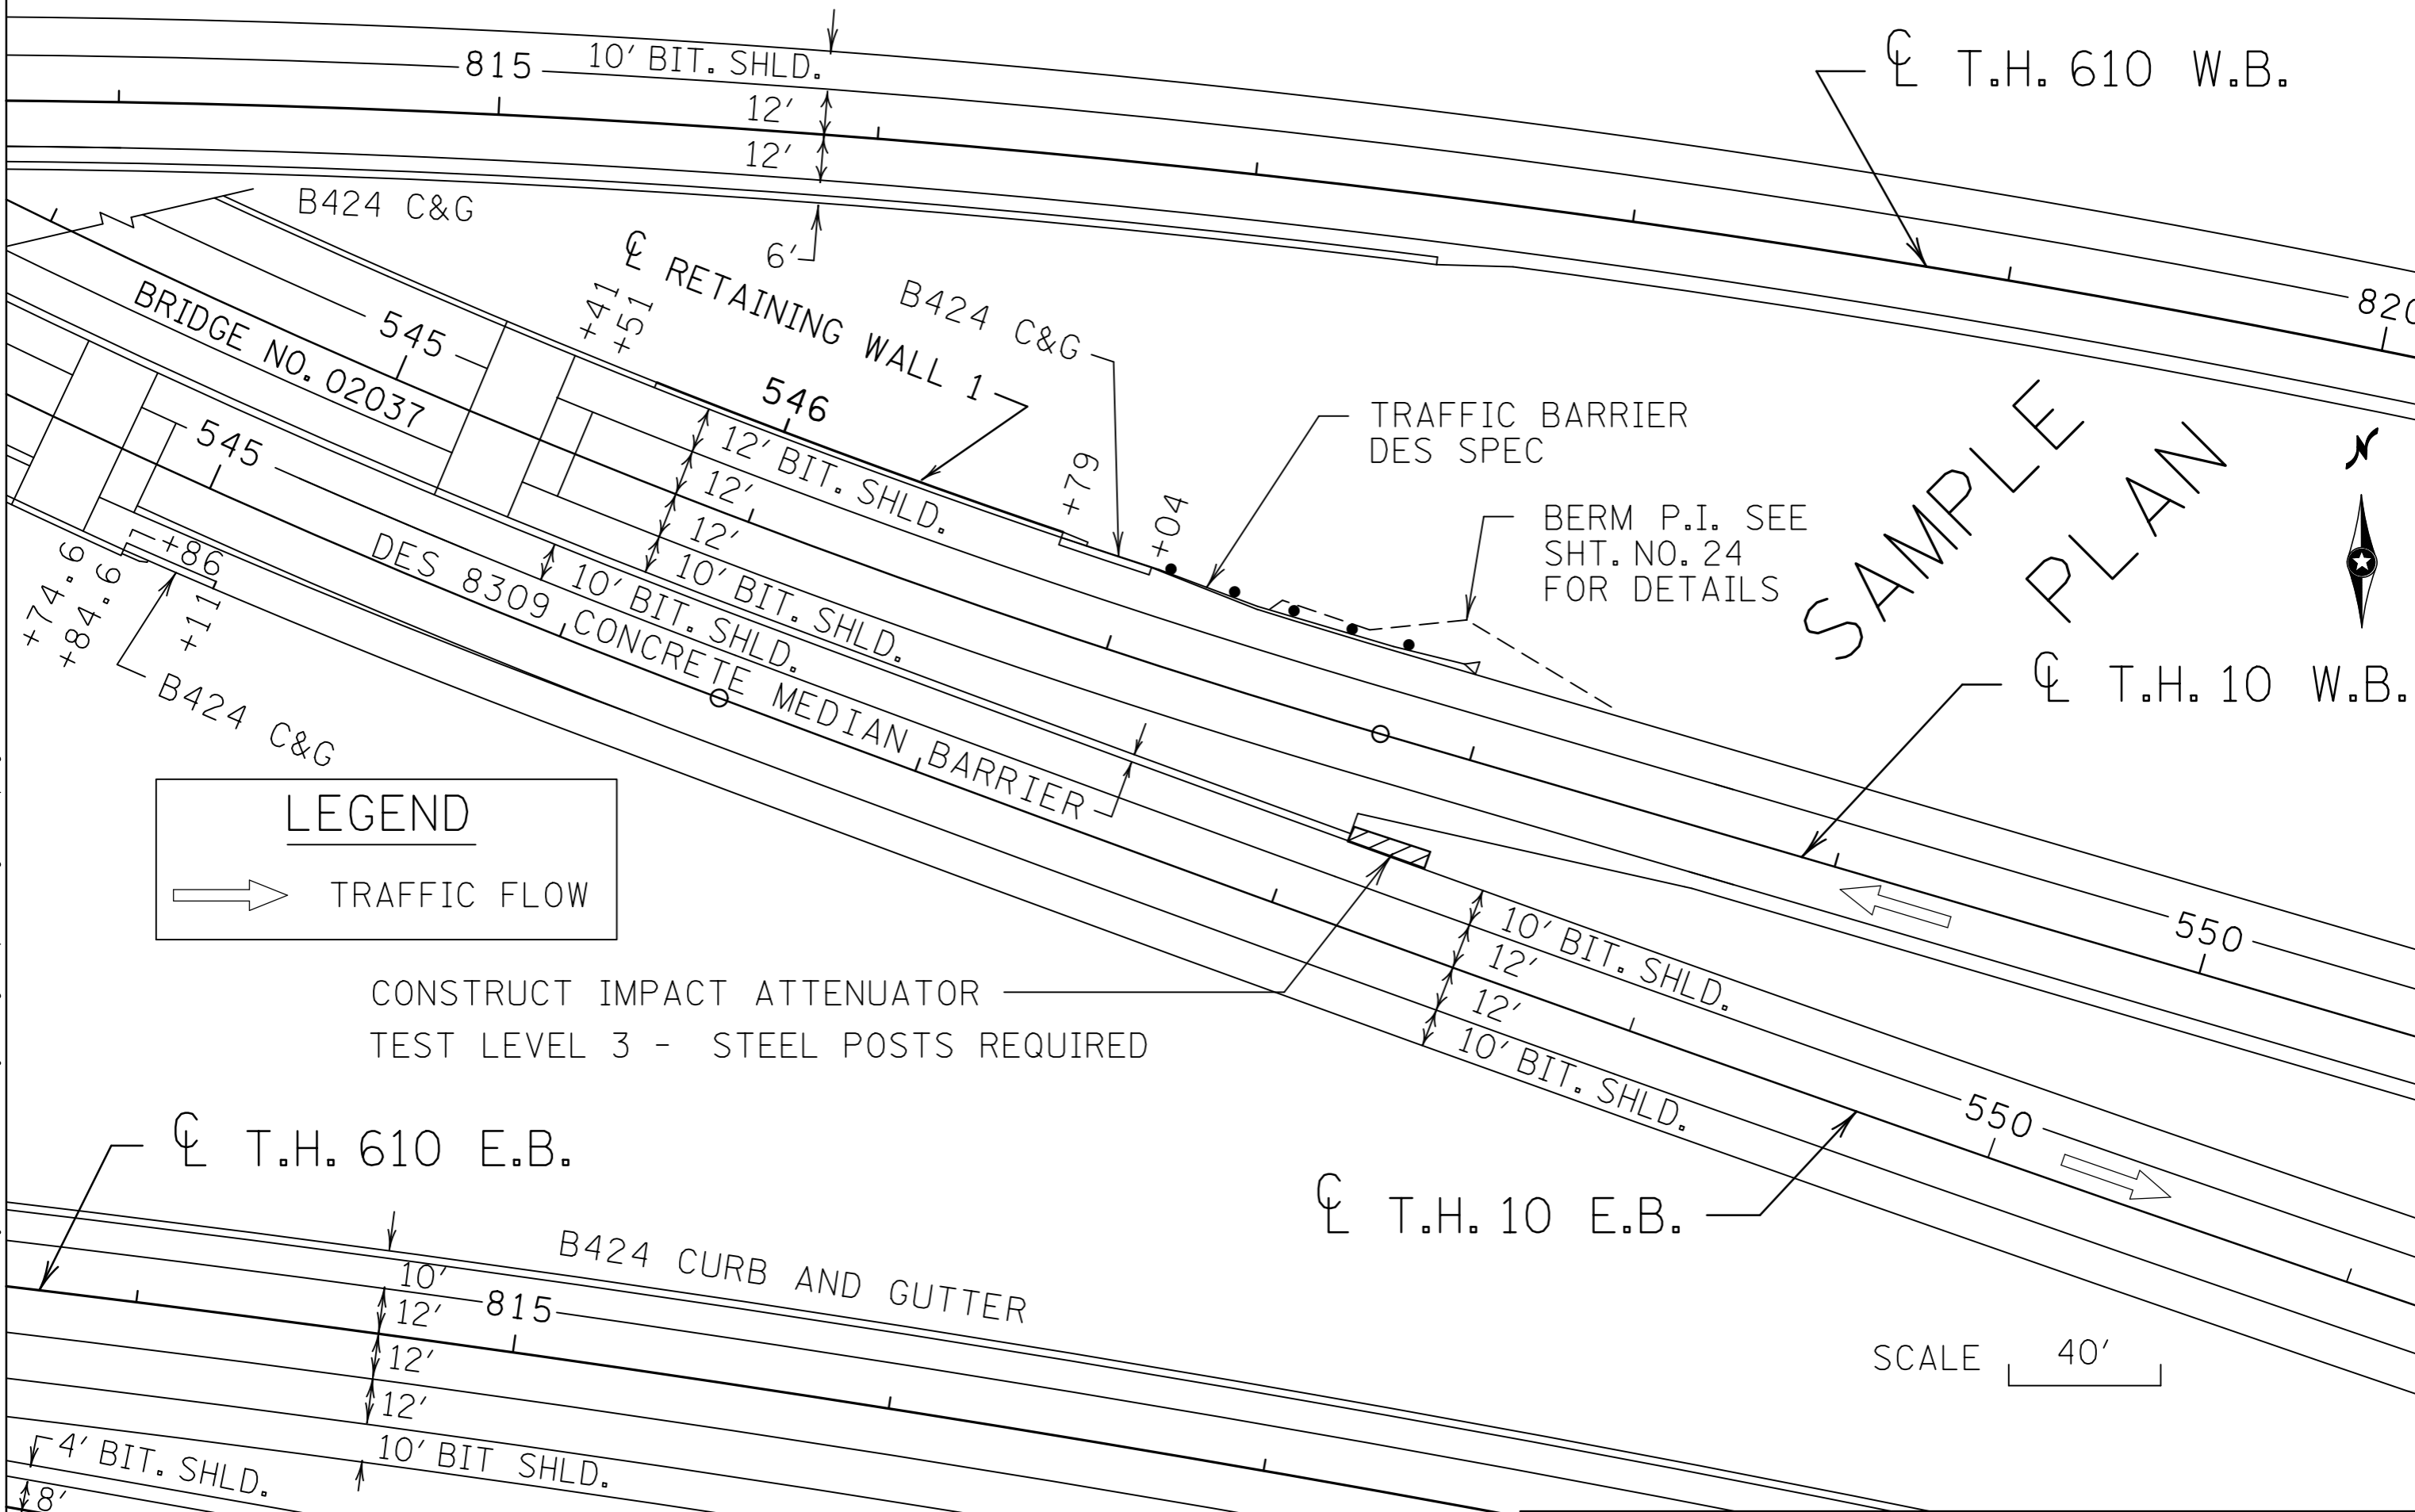 815
10' BIT. SHLD.
℄ T.H. 610 W.B.
12'
12'
B424 C&G
6'
820
℄ RETAINING WALL 1
+41
+51
B424 C&G
BRIDGE NO. 02037
545
546
545
TRAFFIC BARRIER
DES SPEC
SAMPLE
PLAN
N
12' BIT. SHLD.
12'
12'
10' BIT. SHLD.
+79
+04
BERM P.I. SEE
SHT. NO. 24
FOR DETAILS
10' BIT. SHLD.
DES 8309 CONCRETE MEDIAN BARRIER
+74.6
+84.6
+86
+11
B424 C&G
℄ T.H. 10 W.B.
LEGEND
TRAFFIC FLOW
550
10' BIT. SHLD.
12'
12'
10' BIT. SHLD.
CONSTRUCT IMPACT ATTENUATOR
TEST LEVEL 3 - STEEL POSTS REQUIRED
550
℄ T.H. 610 E.B.
℄ T.H. 10 E.B.
B424 CURB AND GUTTER
10'
12'
815
12'
12'
10' BIT SHLD.
4' BIT. SHLD.
8'
SCALE 40'